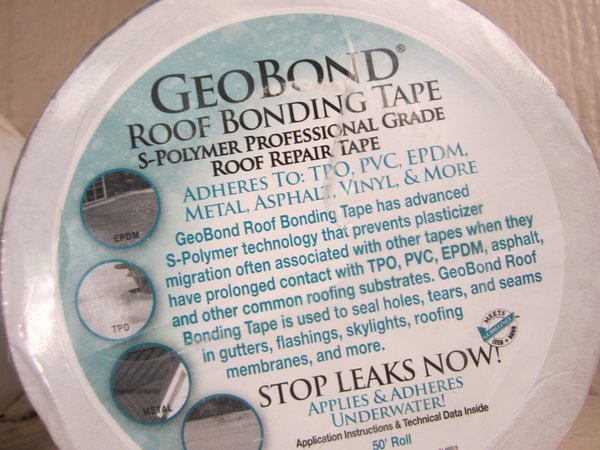 GEOBOND®
ROOF BONDING TAPE
S-POLYMER PROFESSIONAL GRADE
ROOF REPAIR TAPE
ADHERES TO: TPO, PVC, EPDM,
METAL, ASPHALT, VINYL, & MORE
GeoBond Roof Bonding Tape has advanced
S-Polymer technology that prevents plasticizer
migration often associated with other tapes when they
have prolonged contact with TPO, PVC, EPDM, asphalt,
and other common roofing substrates. GeoBond Roof
Bonding Tape is used to seal holes, tears, and seams
in gutters, flashings, skylights, roofing
membranes, and more.
EPDM
TPO
METAL
MEETS
GUIDELINES
STOP LEAKS NOW!
APPLIES & ADHERES
UNDERWATER!
Application Instructions & Technical Data Inside
50' Roll